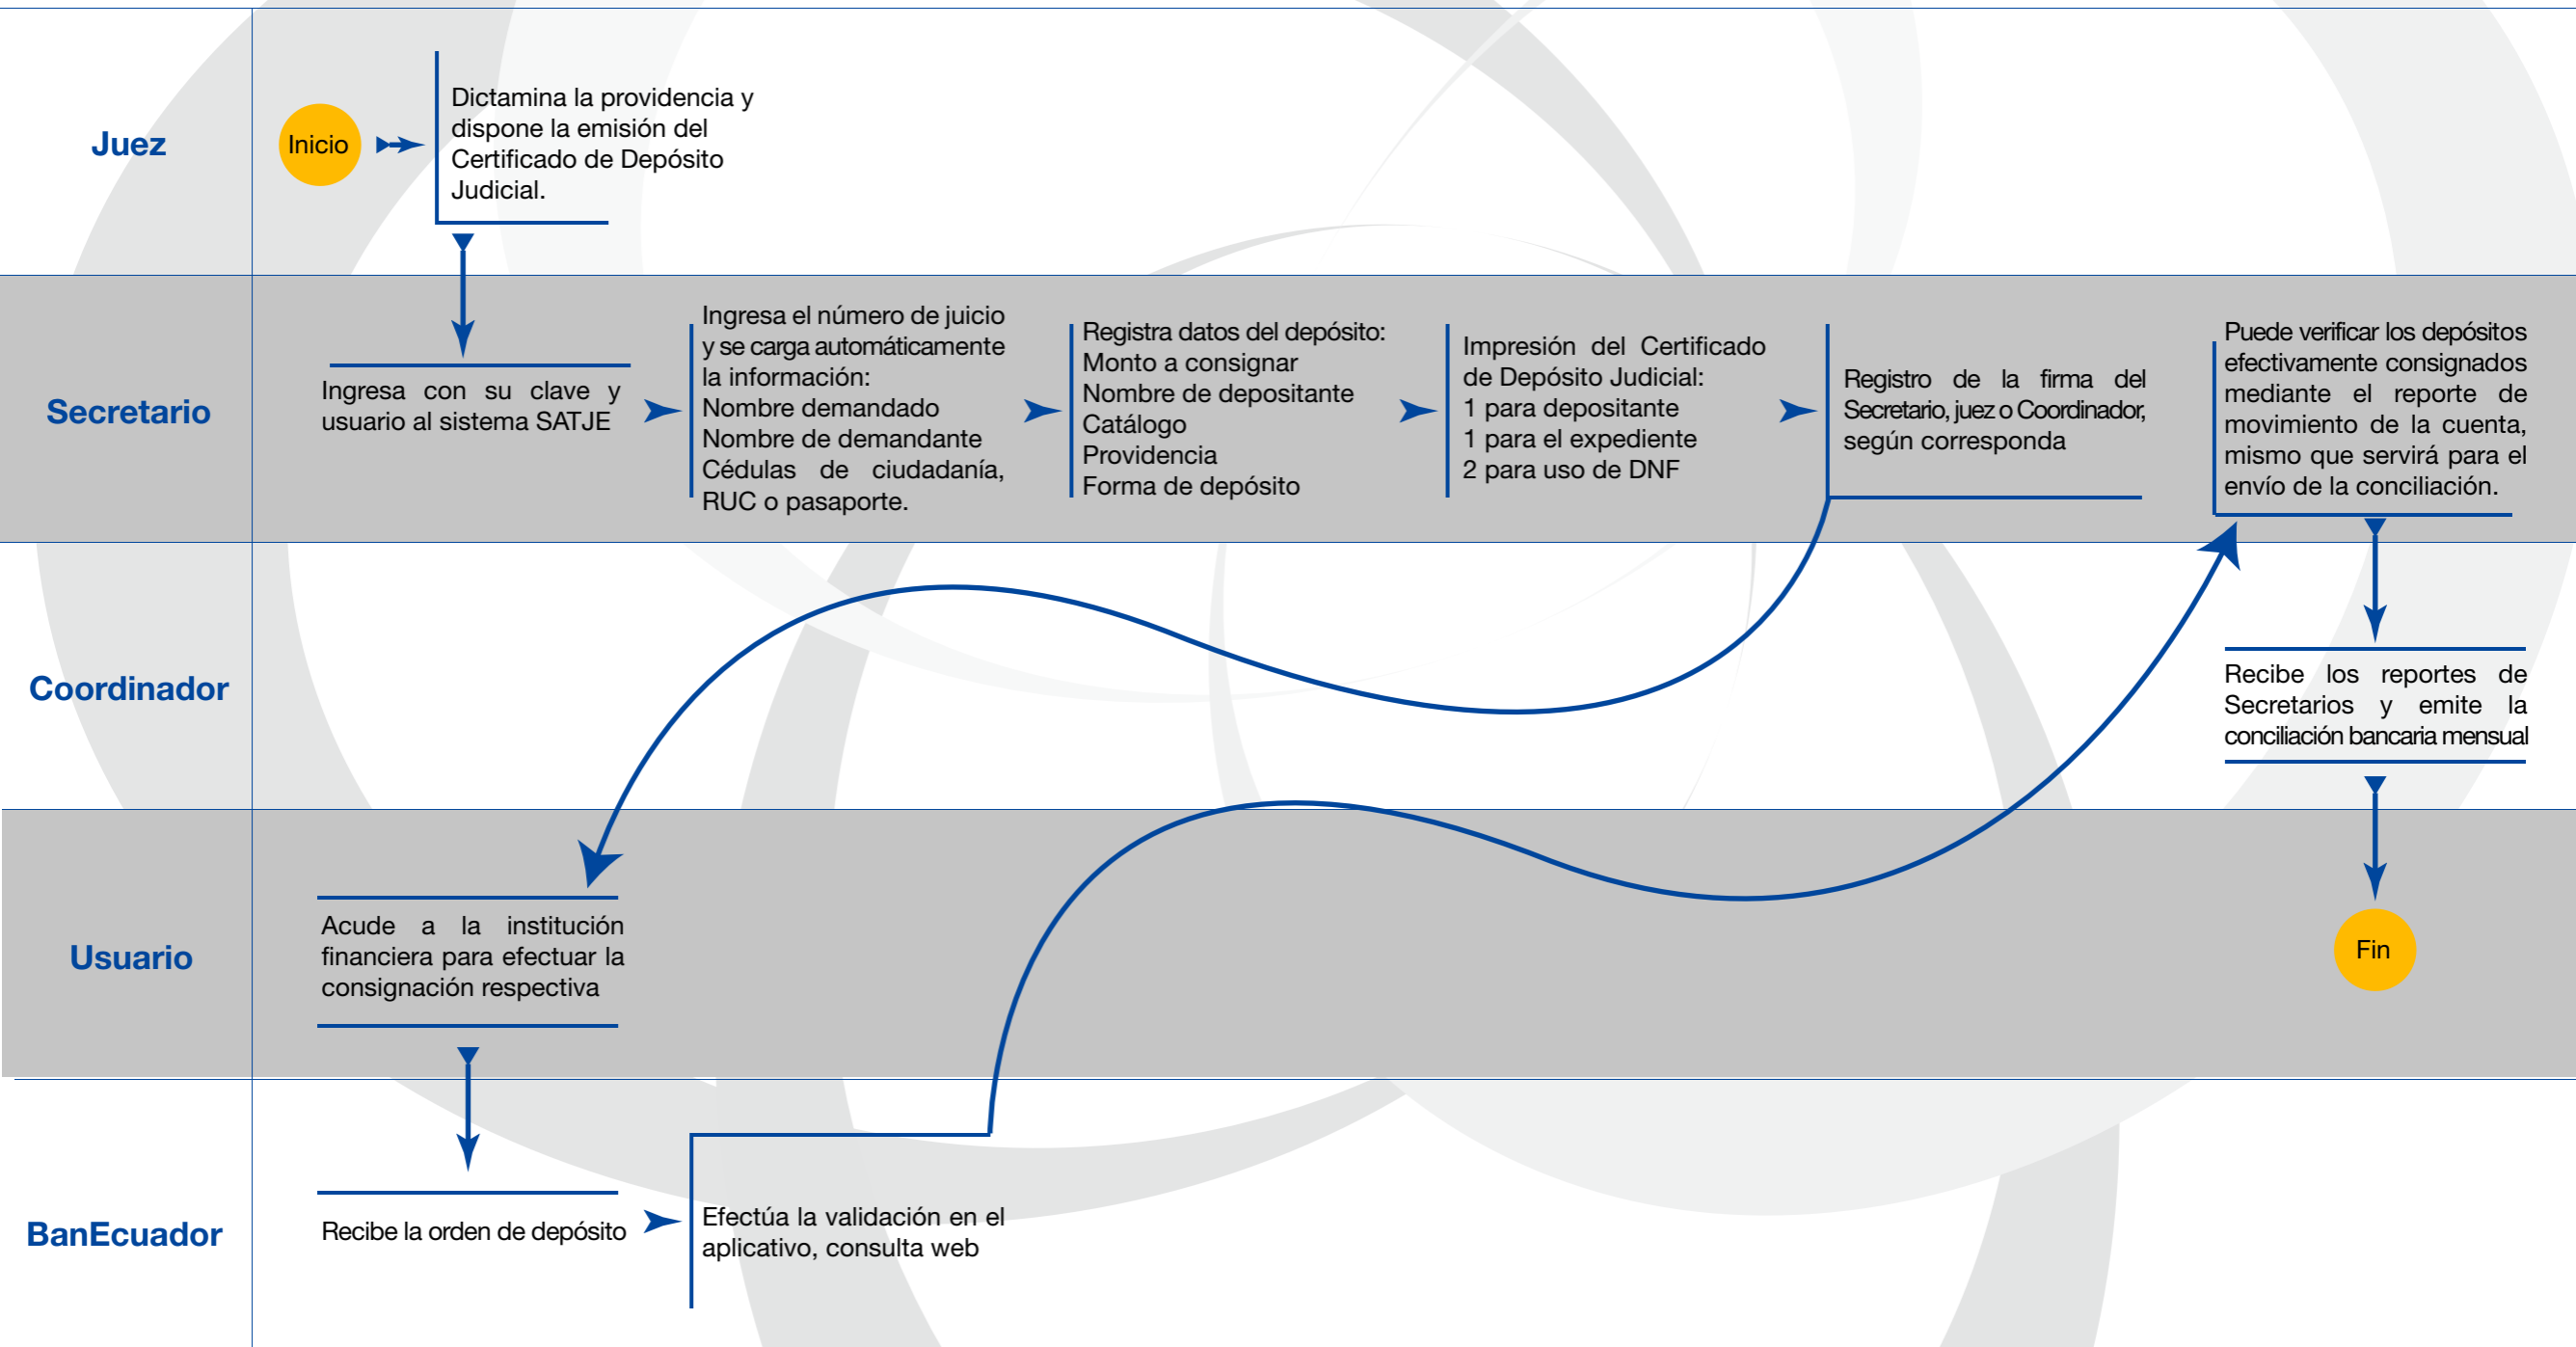 Juez
Inicio
Dictamina la providencia y
dispone la emisión del
Certificado de Depósito
Judicial.
Secretario
Ingresa con su clave y
usuario al sistema SATJE
Ingresa el número de juicio
y se carga automáticamente
la información:
Nombre demandado
Nombre de demandante
Cédulas de ciudadanía,
RUC o pasaporte.
Registra datos del depósito:
Monto a consignar
Nombre de depositante
Catálogo
Providencia
Forma de depósito
Impresión del Certificado
de Depósito Judicial:
1 para depositante
1 para el expediente
2 para uso de DNF
Registro de la firma del
Secretario, juez o Coordinador,
según corresponda
Puede verificar los depósitos
efectivamente consignados
mediante el reporte de
movimiento de la cuenta,
mismo que servirá para el
envío de la conciliación.
Coordinador
Recibe los reportes de
Secretarios y emite la
conciliación bancaria mensual
Usuario
Acude a la institución
financiera para efectuar la
consignación respectiva
Fin
BanEcuador
Recibe la orden de depósito
Efectúa la validación en el
aplicativo, consulta web